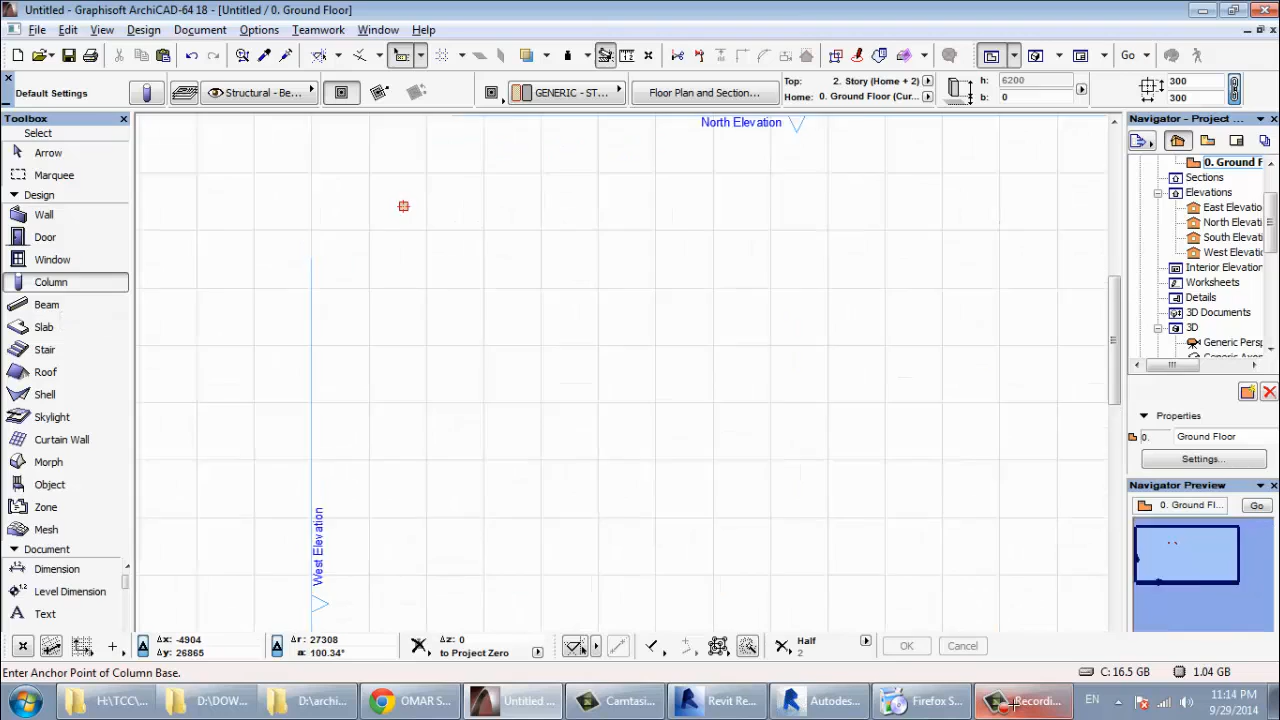 Untitled - Graphisoft ArchiCAD-64 18 - [Untitled / 0. Ground Floor]
File Edit View Design Document Options Teamwork Window Help
Go
Default Settings
Structural - Be...
GENERIC - ST...
Floor Plan and Section...
Top: 2. Story (Home + 2)
Home: 0. Ground Floor (Cur...
h: 6200
b: 0
300
300
Toolbox
Select
Arrow
Marquee
Design
Wall
Door
Window
Column
Beam
Slab
Stair
Roof
Shell
Skylight
Curtain Wall
Morph
Object
Zone
Mesh
Document
Dimension
Level Dimension
Text
North Elevation
West Elevation
Navigator - Project ...
0. Ground F
Sections
Elevations
East Elevatio
North Elevati
South Elevati
West Elevatio
Interior Elevation
Worksheets
Details
3D Documents
3D
Generic Persp
Generic Axon
Properties
0. Ground Floor
Settings...
Navigator Preview
0. Ground Fl...
Go
Δx: -4904
Δy: 26865
Δr: 27308
a: 100.34°
Δz: 0
to Project Zero
Half
2
OK
Cancel
Enter Anchor Point of Column Base.
C: 16.5 GB
1.04 GB
H:\TCC\...
D:\DOW...
D:\archi...
OMAR S...
Untitled ...
Camtasi...
Revit Re...
Autodes...
Firefox S...
Recordi...
EN
11:14 PM
9/29/2014